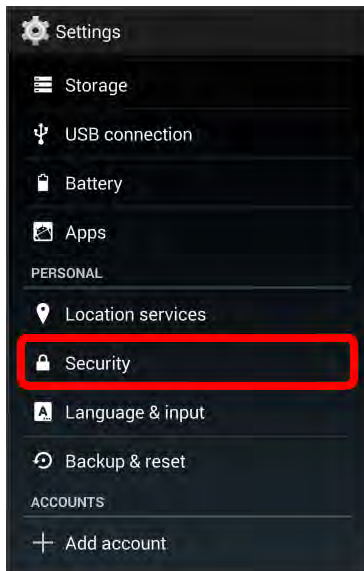 Settings
Storage
USB connection
Battery
Apps
PERSONAL
Location services
Security
Language & input
Backup & reset
ACCOUNTS
Add account